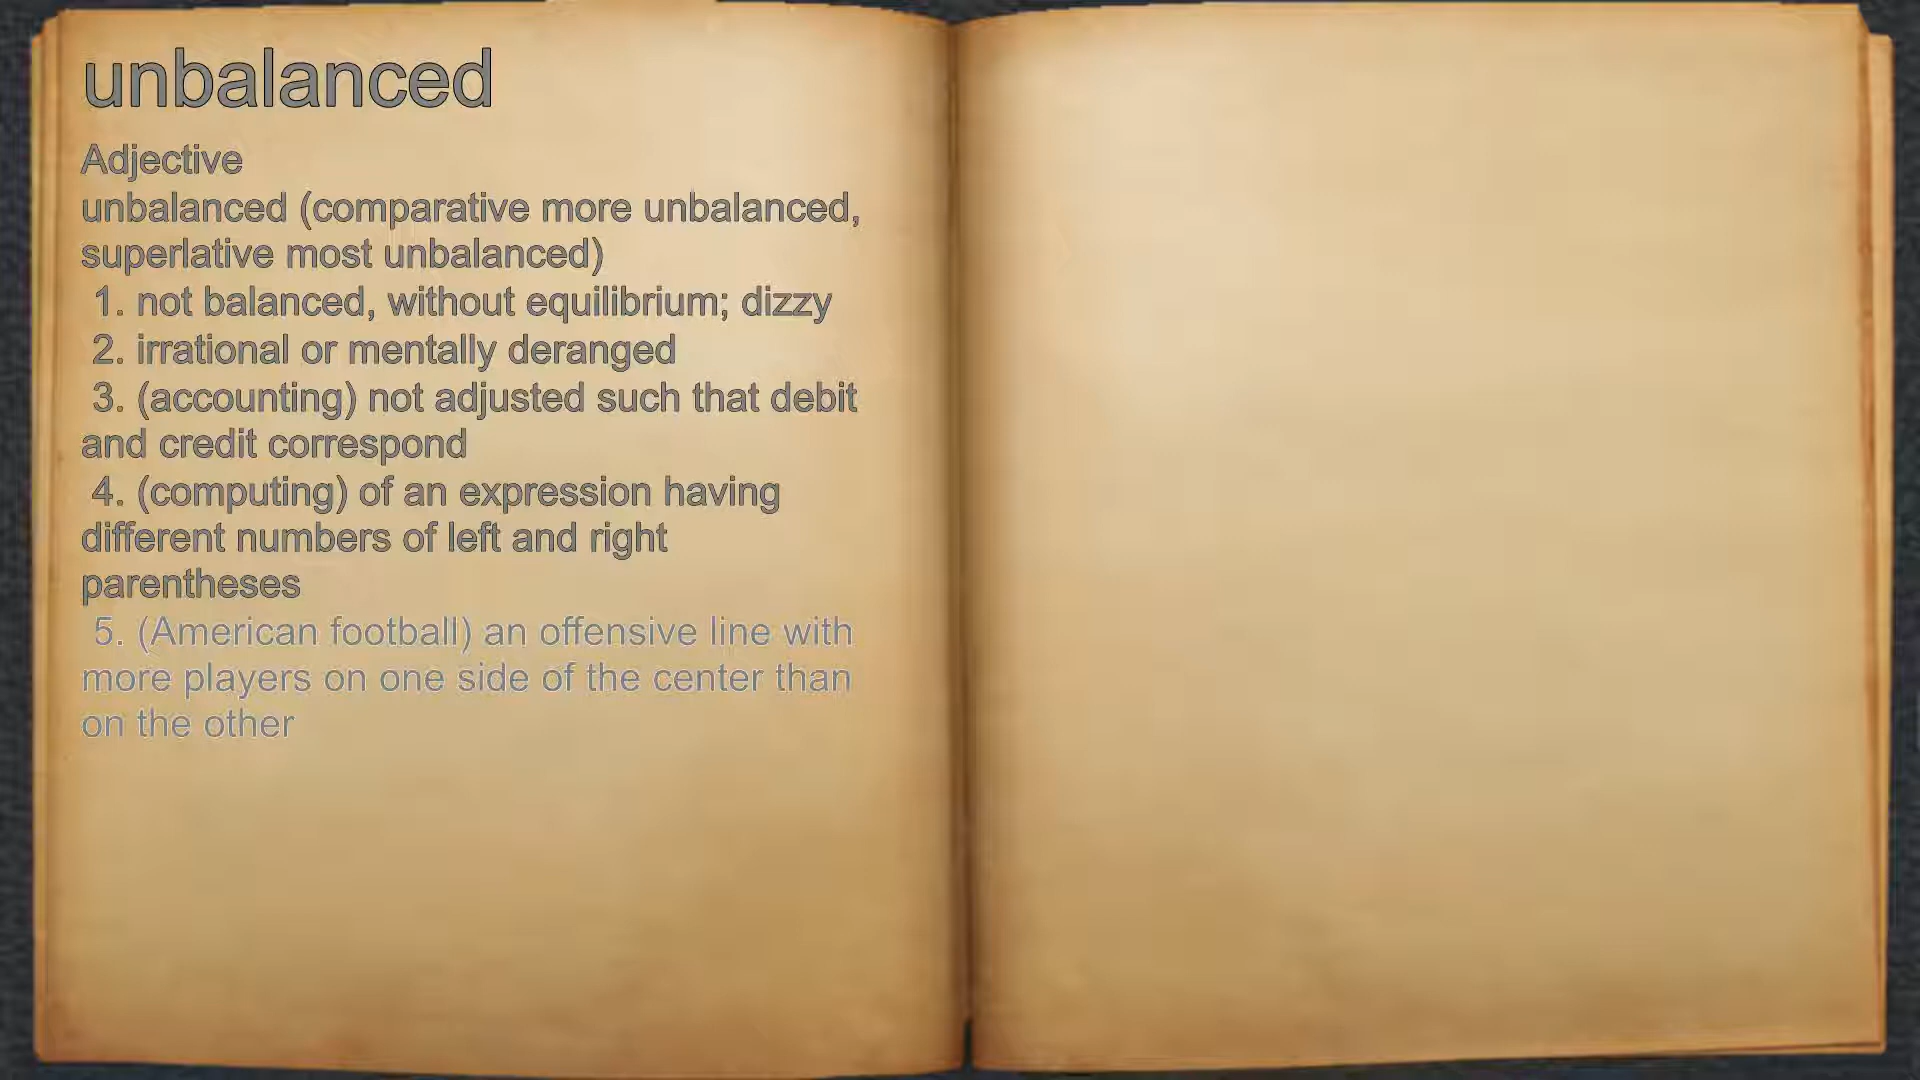 unbalanced
Adjective
unbalanced (comparative more unbalanced,
superlative most unbalanced)
1. not balanced, without equilibrium; dizzy
2. irrational or mentally deranged
3. (accounting) not adjusted such that debit
and credit correspond
4. (computing) of an expression having
different numbers of left and right
parentheses
5. (American football) an offensive line with
more players on one side of the center than
on the other